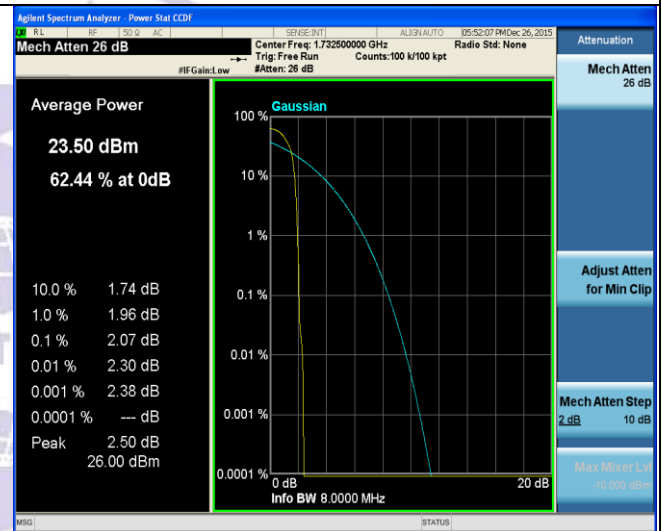 Agilent Spectrum Analyzer - Power Stat CCDF
RL RF 50 Ω AC SENSE:INT ALIGN AUTO 05:52:07 PM Dec 26, 2015
Mech Atten 26 dB
Center Freq: 1.732500000 GHz Radio Std: None
Trig: Free Run Counts:100 k/100 kpt
#IFGain:Low #Atten: 26 dB
Attenuation
Mech Atten
26 dB
Adjust Atten
for Min Clip
Mech Atten Step
2 dB 10 dB
Max Mixer Lvl
-10.000 dBm
Average Power
23.50 dBm
62.44 % at 0dB
10.0 % 1.74 dB
1.0 % 1.96 dB
0.1 % 2.07 dB
0.01 % 2.30 dB
0.001 % 2.38 dB
0.0001 % --- dB
Peak 2.50 dB
26.00 dBm
Gaussian
100 %
10 %
1 %
0.1 %
0.01 %
0.001 %
0.0001 %
0 dB 20 dB
Info BW 8.0000 MHz
MSG STATUS